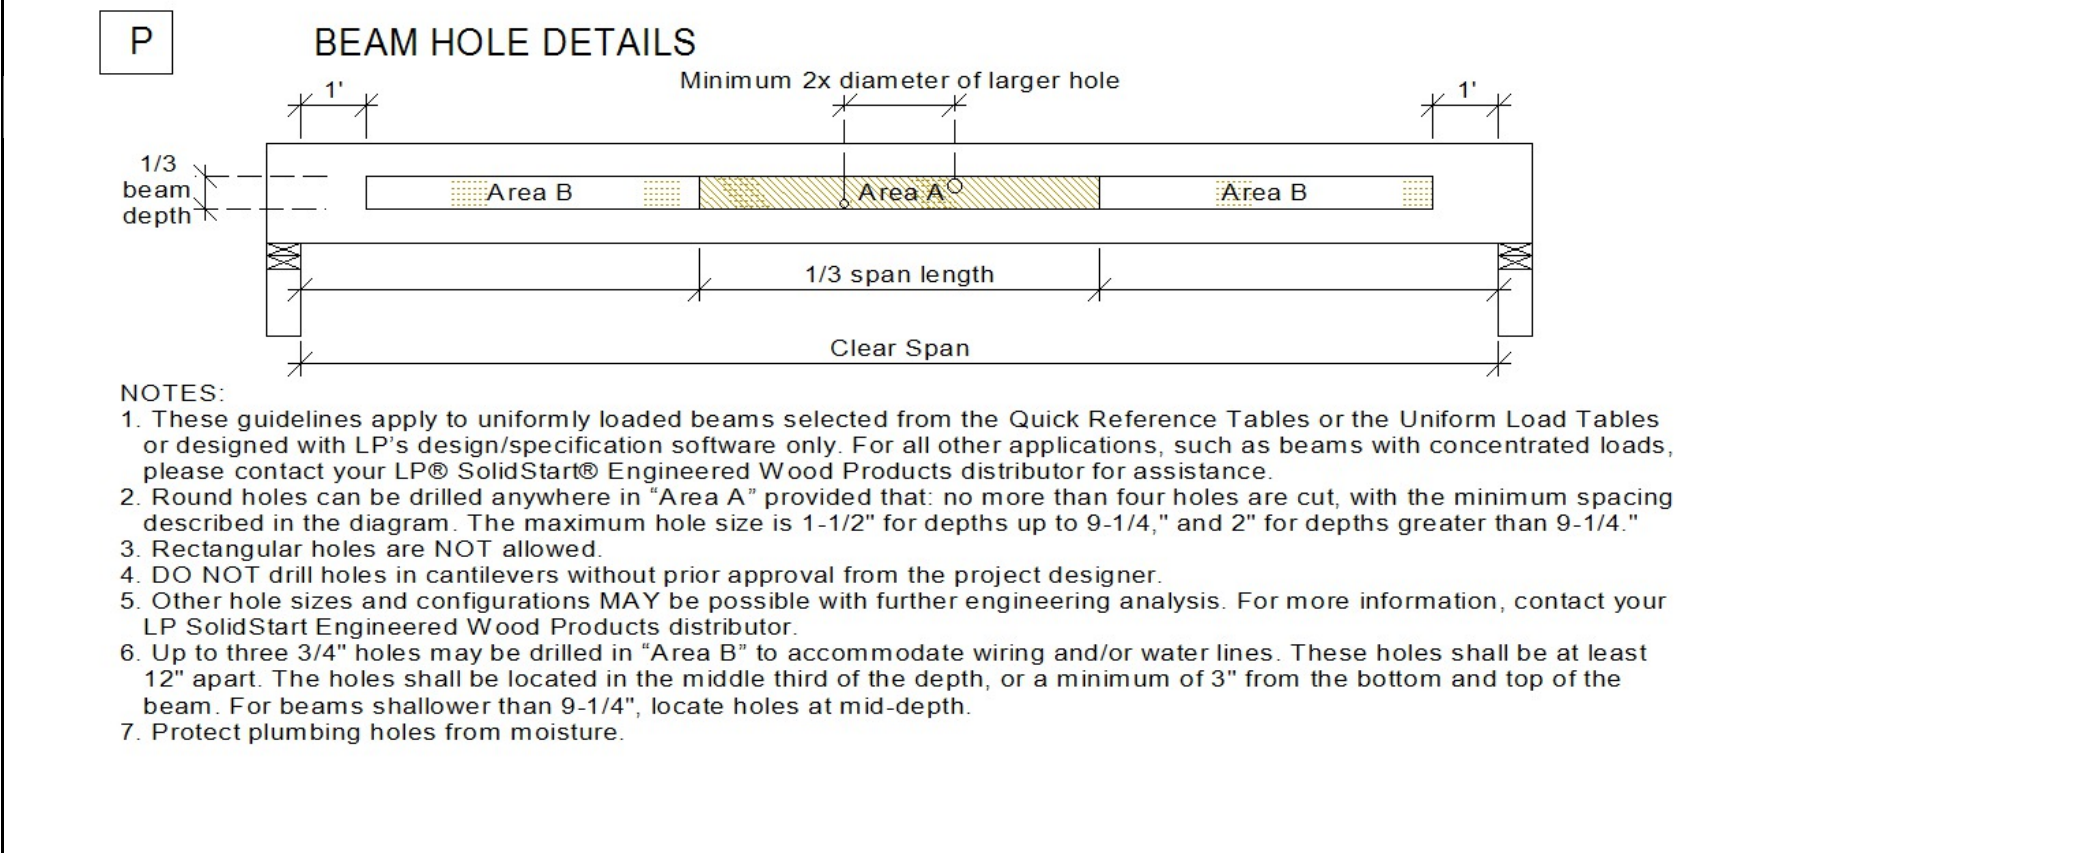 P
BEAM HOLE DETAILS
Minimum 2x diameter of larger hole
1'
1'
1/3
beam
depth
Area B
Area A
Area B
1/3 span length
Clear Span
NOTES:
1. These guidelines apply to uniformly loaded beams selected from the Quick Reference Tables or the Uniform Load Tables
or designed with LP's design/specification software only. For all other applications, such as beams with concentrated loads,
please contact your LP® SolidStart® Engineered Wood Products distributor for assistance.
2. Round holes can be drilled anywhere in “Area A” provided that: no more than four holes are cut, with the minimum spacing
described in the diagram. The maximum hole size is 1-1/2" for depths up to 9-1/4," and 2" for depths greater than 9-1/4."
3. Rectangular holes are NOT allowed.
4. DO NOT drill holes in cantilevers without prior approval from the project designer.
5. Other hole sizes and configurations MAY be possible with further engineering analysis. For more information, contact your
LP SolidStart Engineered Wood Products distributor.
6. Up to three 3/4" holes may be drilled in “Area B” to accommodate wiring and/or water lines. These holes shall be at least
12" apart. The holes shall be located in the middle third of the depth, or a minimum of 3" from the bottom and top of the
beam. For beams shallower than 9-1/4", locate holes at mid-depth.
7. Protect plumbing holes from moisture.